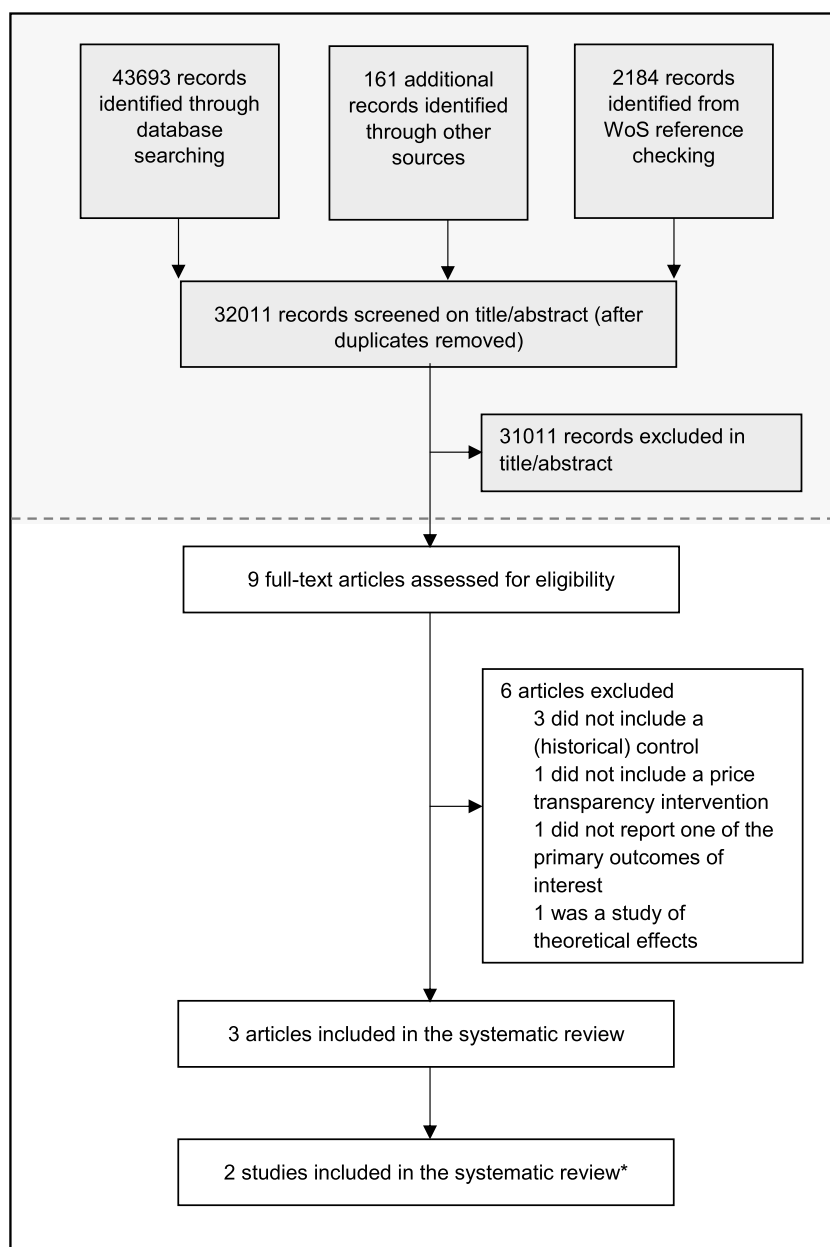 43693 records
identified through
database
searching
161 additional
records identified
through other
sources
2184 records
identified from
WoS reference
checking
32011 records screened on title/abstract (after
duplicates removed)
31011 records excluded in
title/abstract
9 full-text articles assessed for eligibility
6 articles excluded
3 did not include a
(historical) control
1 did not include a price
transparency intervention
1 did not report one of the
primary outcomes of
interest
1 was a study of
theoretical effects
3 articles included in the systematic review
2 studies included in the systematic review*